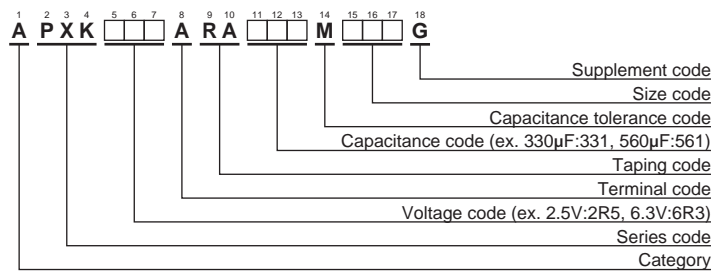 1 2 3 4 5 6 7 8 9 10 11 12 13 14 15 16 17 18
A PXK A RA M G
Supplement code
Size code
Capacitance tolerance code
Capacitance code (ex. 330µF:331, 560µF:561)
Taping code
Terminal code
Voltage code (ex. 2.5V:2R5, 6.3V:6R3)
Series code
Category